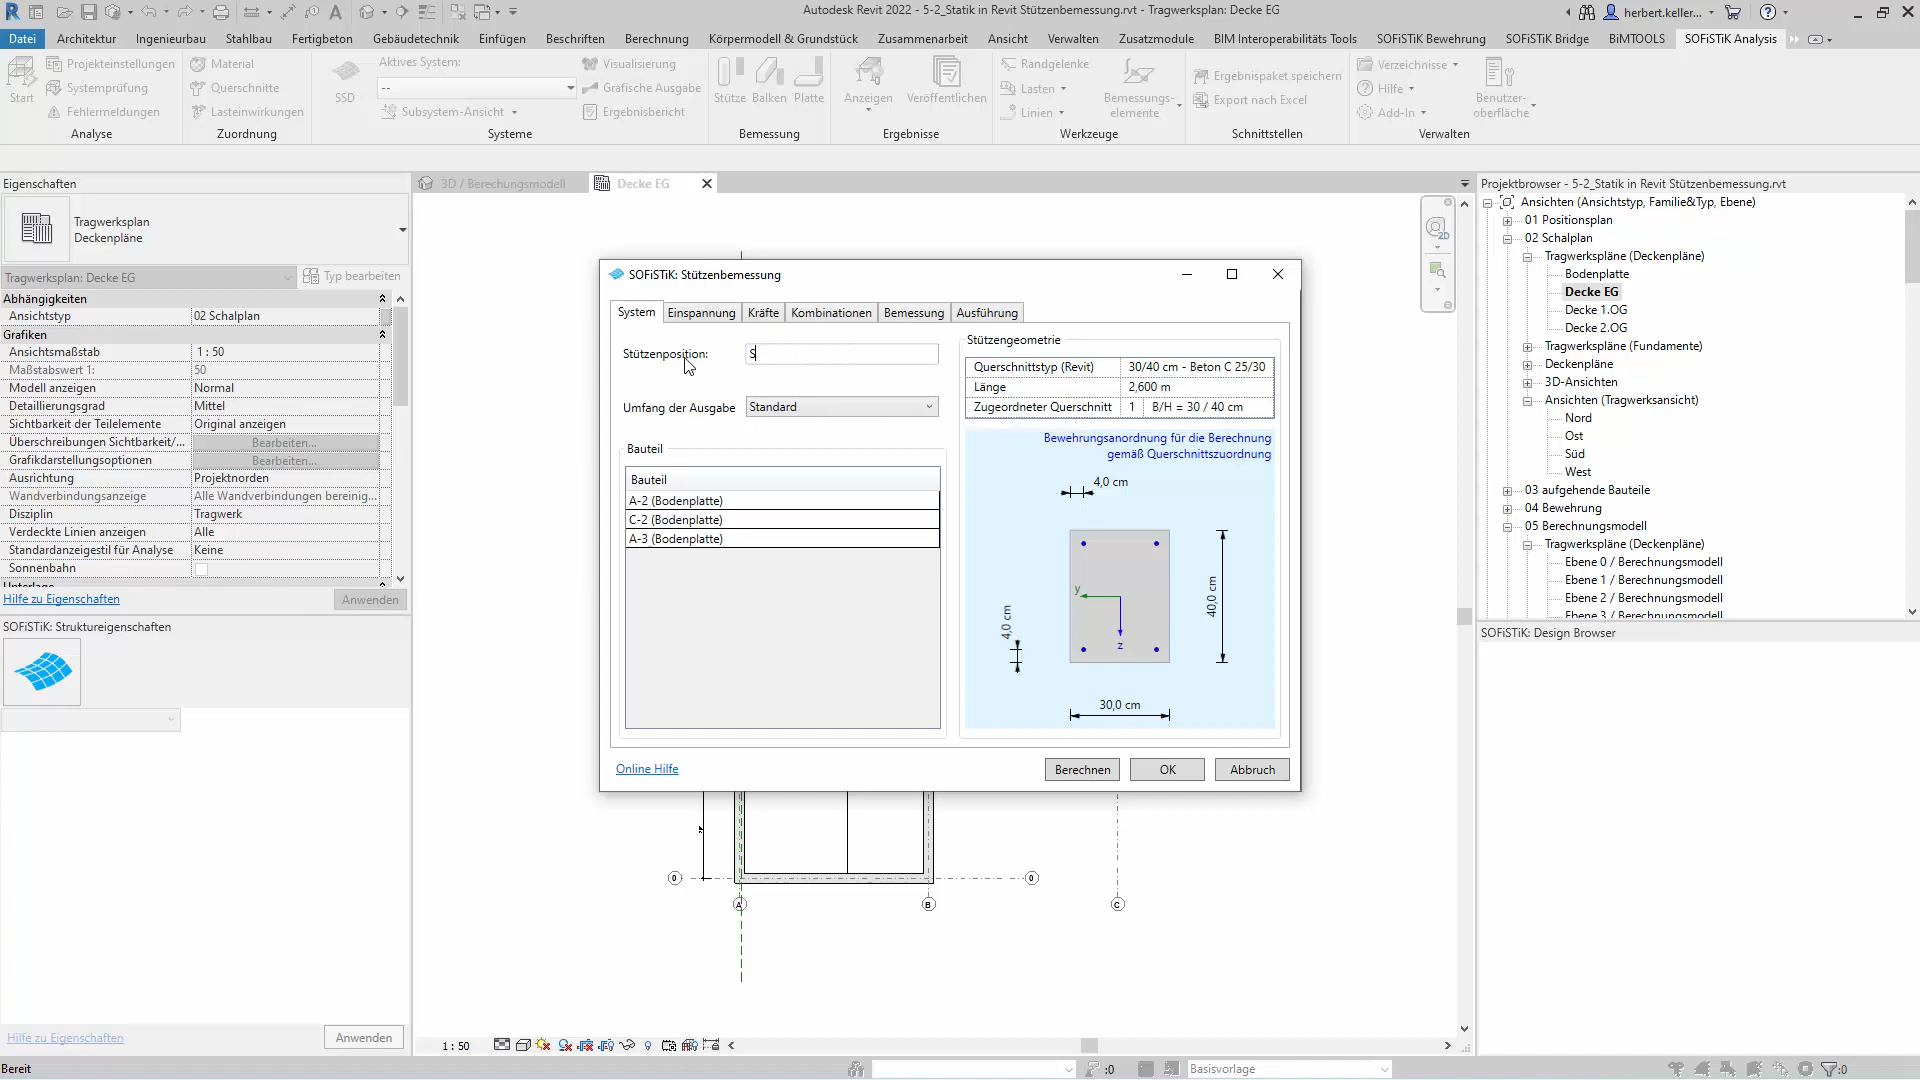 Autodesk Revit 2022 - 5-2_Statik in Revit Stützenbemessung.rvt - Tragwerksplan: Decke EG
herbert.keller...
Datei Architektur Ingenieurbau Stahlbau Fertigbeton Gebäudetechnik Einfügen Beschriften Berechnung Körpermodell & Grundstück Zusammenarbeit Ansicht Verwalten Zusatzmodule BIM Interoperabilitäts Tools SOFiSTiK Bewehrung SOFiSTiK Bridge BiMTOOLS SOFiSTiK Analysis
Start
Projekteinstellungen
Systemprüfung
Fehlermeldungen
Analyse
Material
Querschnitte
Lasteinwirkungen
Zuordnung
SSD
Aktives System:
--
Subsystem-Ansicht
Visualisierung
Grafische Ausgabe
Ergebnisbericht
Systeme
Stütze Balken Platte
Bemessung
Anzeigen
Veröffentlichen
Ergebnisse
Randgelenke
Lasten
Linien
Bemessungs-
elemente
Werkzeuge
Ergebnispaket speichern
Export nach Excel
Schnittstellen
Verzeichnisse
Hilfe
Add-In
Benutzer-
oberfläche
Verwalten
Eigenschaften
Tragwerksplan
Deckenpläne
Tragwerksplan: Decke EG
Typ bearbeiten
Abhängigkeiten
Ansichtstyp 02 Schalplan
Grafiken
Ansichtsmaßstab 1 : 50
Maßstabswert 1: 50
Modell anzeigen Normal
Detaillierungsgrad Mittel
Sichtbarkeit der Teilelemente Original anzeigen
Überschreibungen Sichtbarkeit/... Bearbeiten...
Grafikdarstellungsoptionen Bearbeiten...
Ausrichtung Projektnorden
Wandverbindungsanzeige Alle Wandverbindungen bereinig...
Disziplin Tragwerk
Verdeckte Linien anzeigen Alle
Standardanzeigestil für Analyse Keine
Sonnenbahn
Unterlage
Hilfe zu Eigenschaften
Anwenden
SOFiSTiK: Struktureigenschaften
Hilfe zu Eigenschaften
Anwenden
Bereit
3D / Berechungsmodell
Decke EG
SOFiSTiK: Stützenbemessung
System Einspannung Kräfte Kombinationen Bemessung Ausführung
Stützenposition: S
Umfang der Ausgabe Standard
Bauteil
Bauteil
A-2 (Bodenplatte)
C-2 (Bodenplatte)
A-3 (Bodenplatte)
Stützengeometrie
Querschnittstyp (Revit) 30/40 cm - Beton C 25/30
Länge 2,600 m
Zugeordneter Querschnitt 1 B/H = 30 / 40 cm
Bewehrungsanordnung für die Berechnung
gemäß Querschnittszuordnung
4,0 cm
y
z
4,0 cm
40,0 cm
30,0 cm
Online Hilfe
Berechnen
OK
Abbruch
0
0
A
B
C
2D
1 : 50
:0
Basisvorlage
:0
Projektbrowser - 5-2_Statik in Revit Stützenbemessung.rvt
Ansichten (Ansichtstyp, Familie&Typ, Ebene)
01 Positionsplan
02 Schalplan
Tragwerkspläne (Deckenpläne)
Bodenplatte
Decke EG
Decke 1.OG
Decke 2.OG
Tragwerkspläne (Fundamente)
Deckenpläne
3D-Ansichten
Ansichten (Tragwerksansicht)
Nord
Ost
Süd
West
03 aufgehende Bauteile
04 Bewehrung
05 Berechnungsmodell
Tragwerkspläne (Deckenpläne)
Ebene 0 / Berechnungsmodell
Ebene 1 / Berechnungsmodell
Ebene 2 / Berechnungsmodell
Ebene 3 / Berechnungsmodell
SOFiSTiK: Design Browser